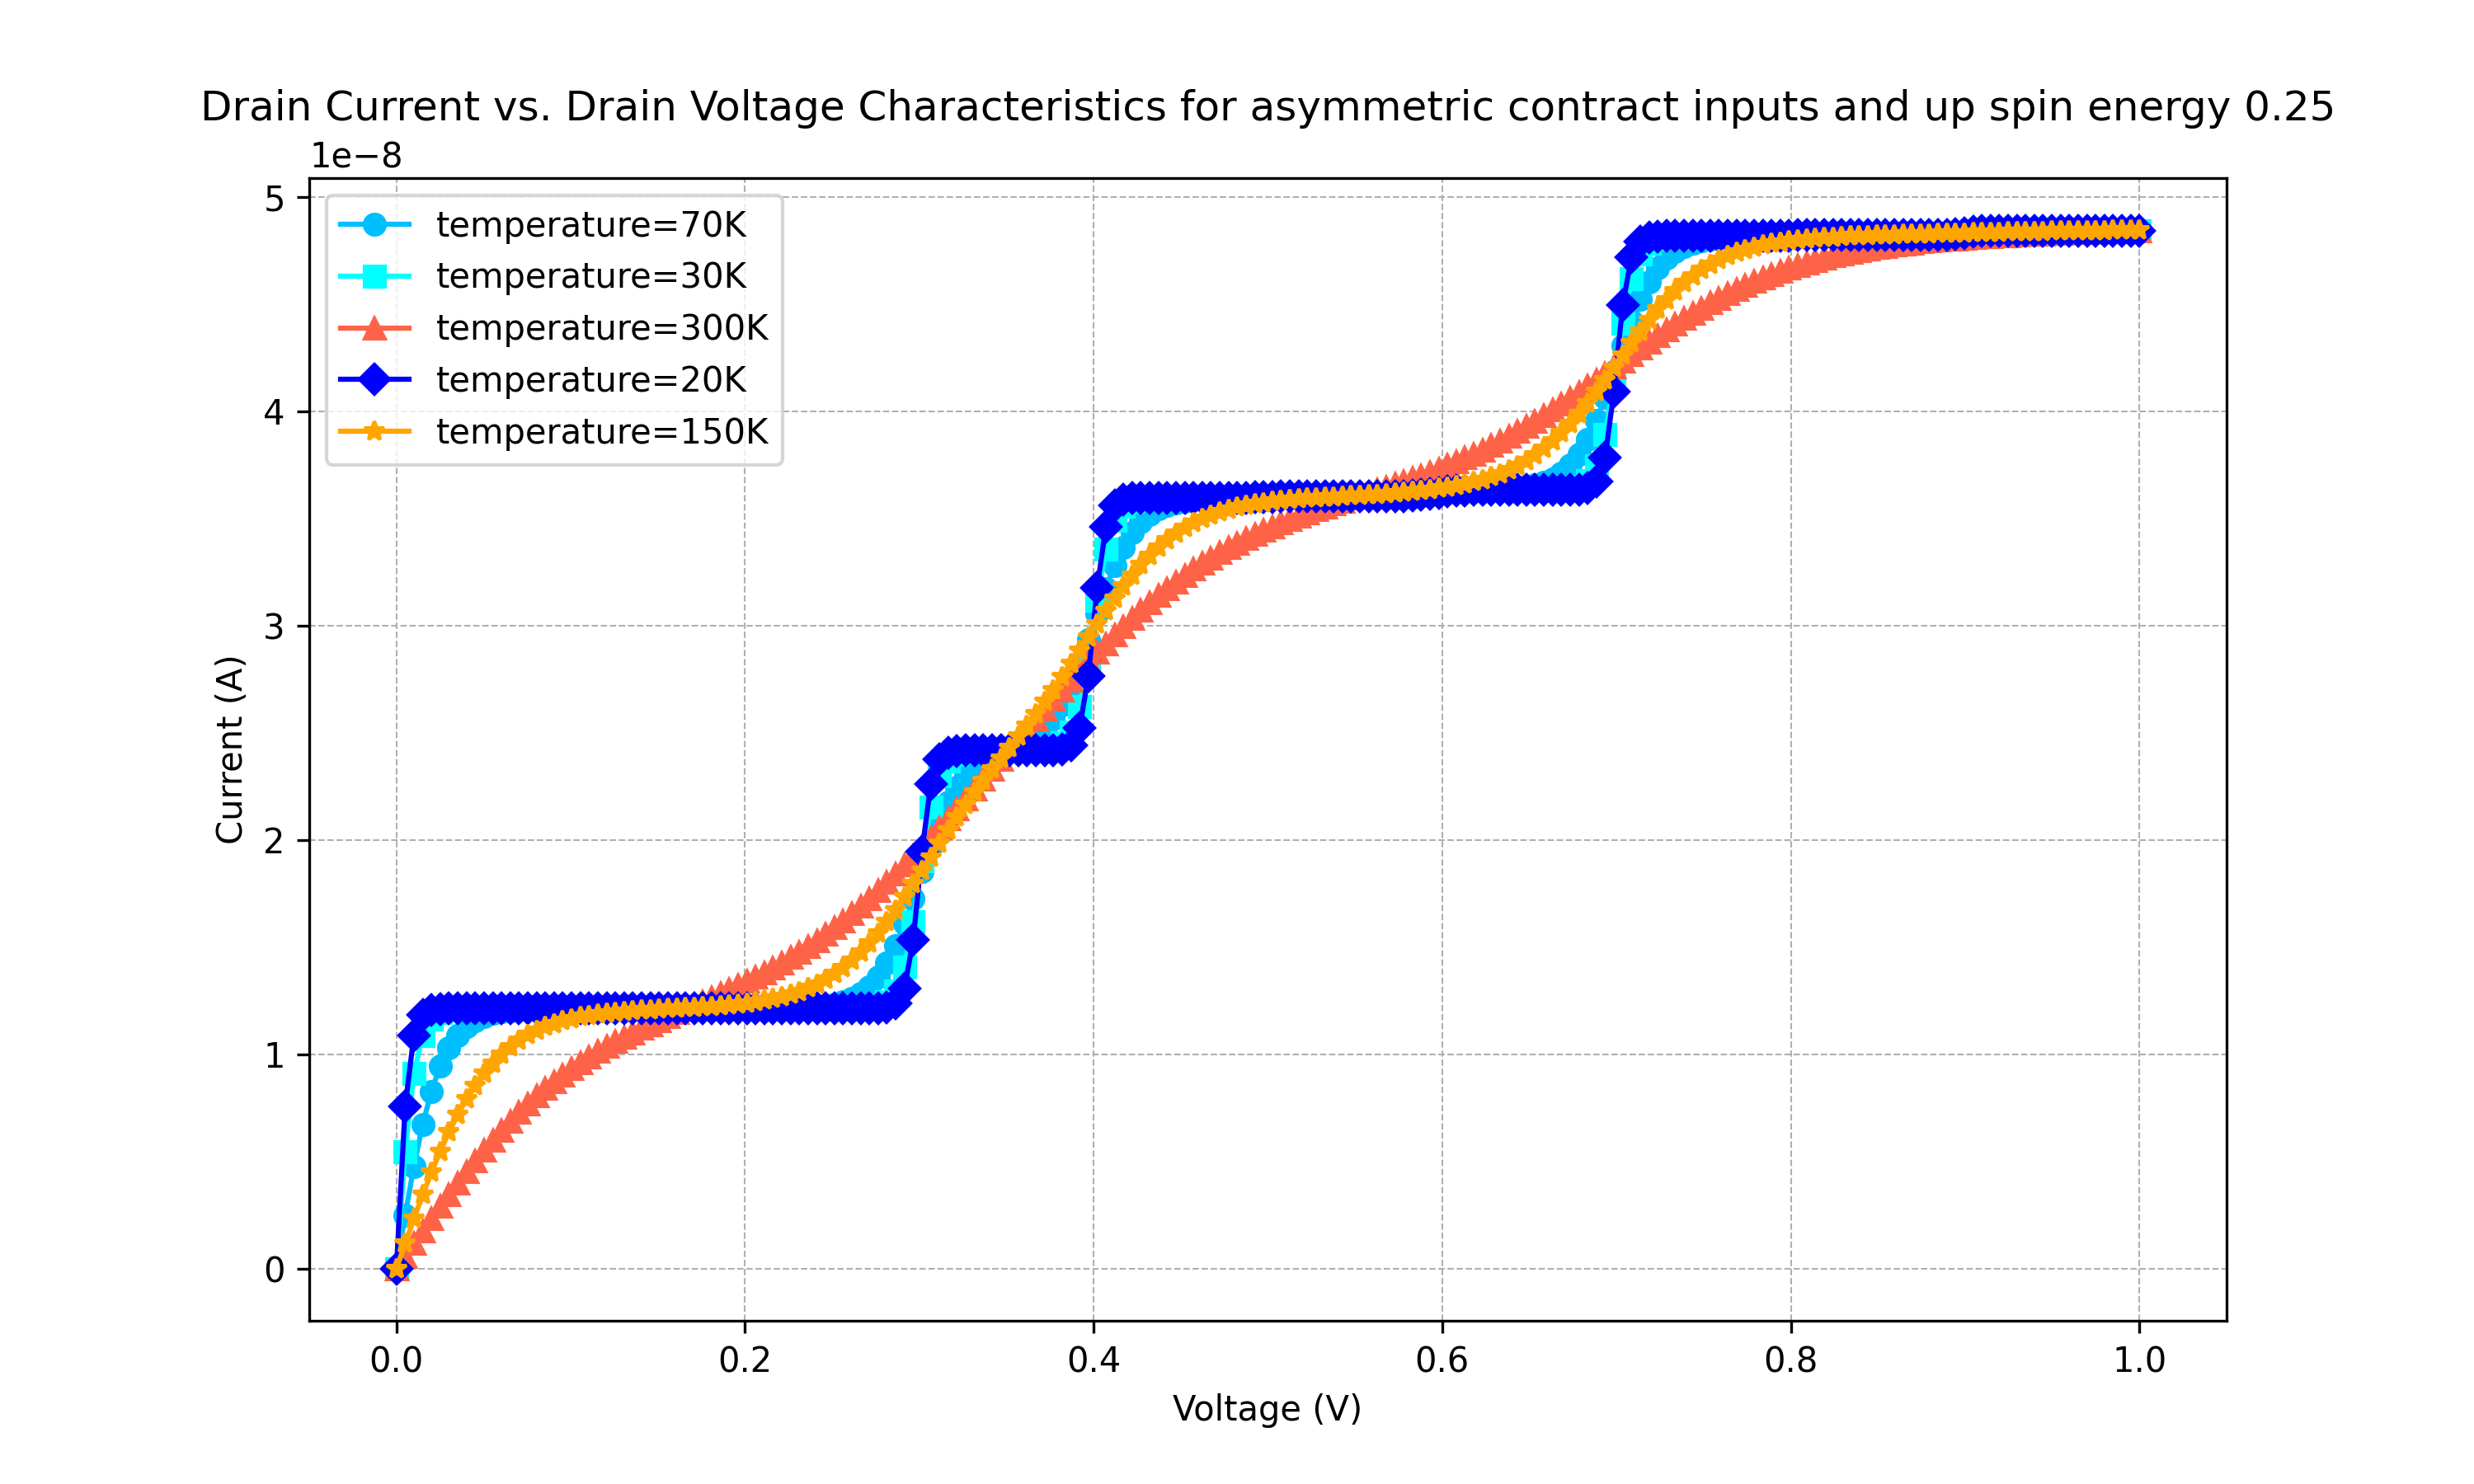 Drain Current vs. Drain Voltage Characteristics for asymmetric contract inputs and up spin energy 0.25
1e−8
5
4
3
2
1
0
Current (A)
temperature=70K
temperature=30K
temperature=300K
temperature=20K
temperature=150K
0.0 0.2 0.4 0.6 0.8 1.0
Voltage (V)